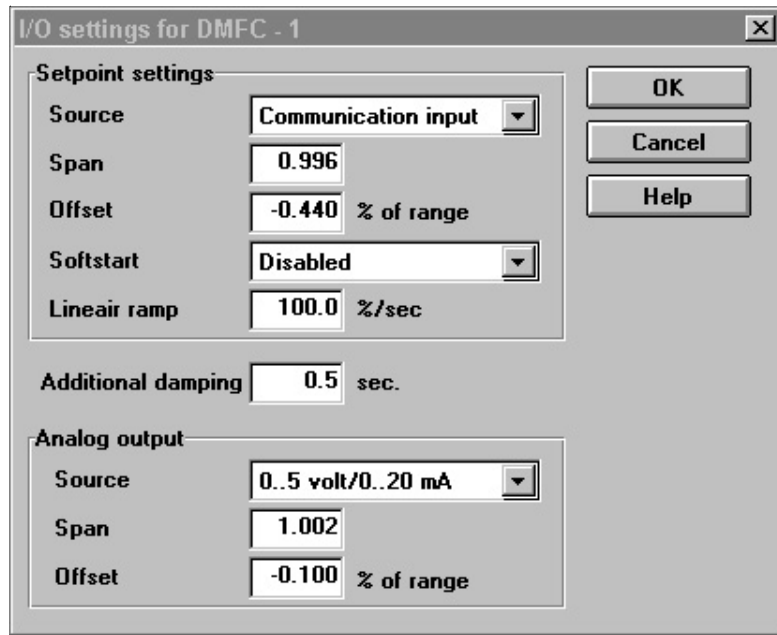 I/O settings for DMFC - 1
Setpoint settings
Source Communication input
Span 0.996
Offset -0.440 % of range
Softstart Disabled
Lineair ramp 100.0 %/sec
OK
Cancel
Help
Additional damping 0.5 sec.
Analog output
Source 0..5 volt/0..20 mA
Span 1.002
Offset -0.100 % of range